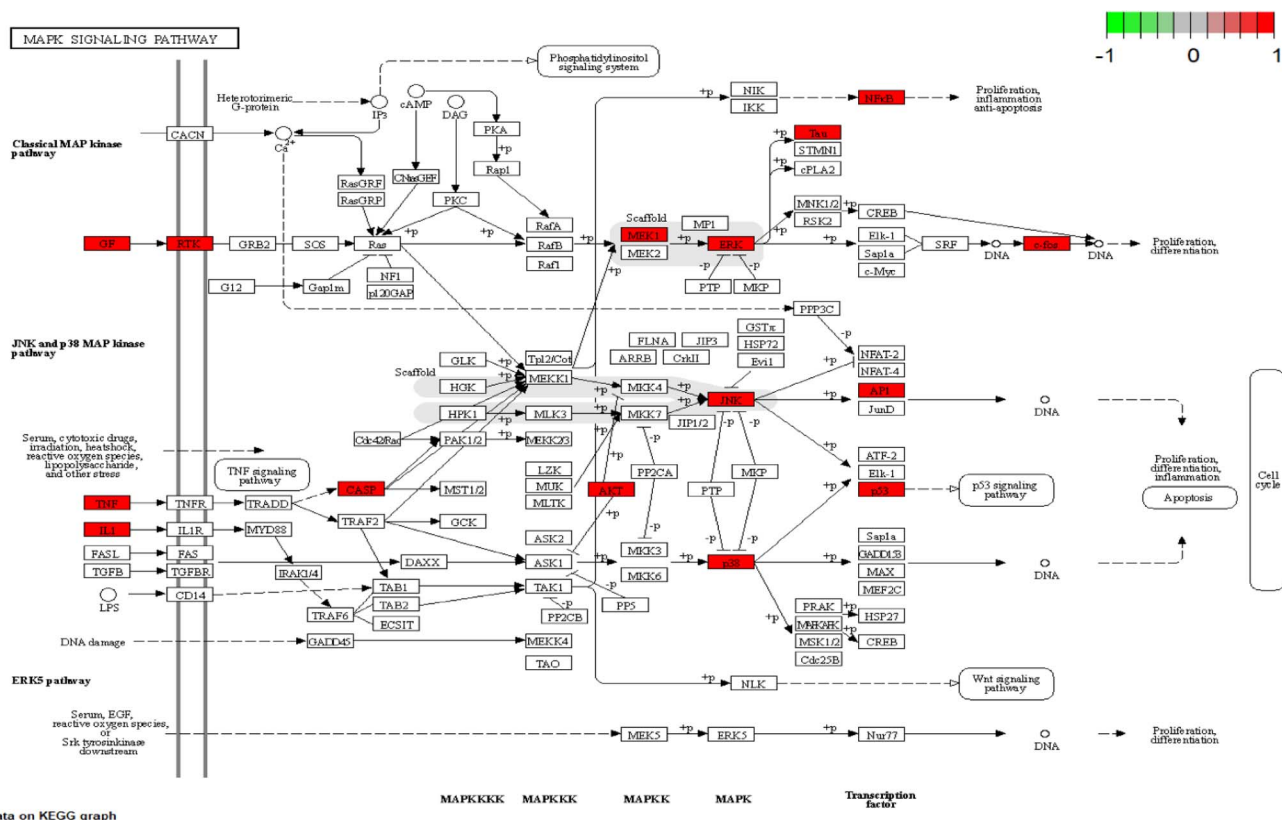 MAPK SIGNALING PATHWAY
-1
0
1
Phosphatidylinositol
signaling system
Heterotorimeric
G-protein
IP3
cAMP
DAG
NIK
IKK
+p
NFkB
Proliferation,
inflammation
anti-apoptosis
Classical MAP kinase
pathway
CACN
Ca2+
PKA
+p
Rap1
Tau
STMN1
cPLA2
+p
+p
RasGRF
RasGRP
CNasGEF
PKC
MNK1/2
RSK2
+p
+p
CREB
GF
RTK
GRB2
SOS
Ras
+p
+p
RafA
RafB
Raf1
+p
+p
Scaffold
MEK1
MEK2
+p
MP1
ERK
+p
Elk-1
Sap1a
c-Myc
SRF
DNA
c-fos
DNA
Proliferation,
differentiation
G12
Gap1m
NF1
p120GAP
-p
-p
PTP
MKP
PPP3C
-p
JNK and p38 MAP kinase
pathway
GSTπ
HSP72
Evi1
FLNA
JIP3
ARRB
CrkII
NFAT-2
NFAT-4
GLK
+p
+p
+p
Tpl2/Cot
Scaffold
HGK
MEKK1
+p
MKK4
+p
JNK
+p
AP1
JunD
DNA
HPK1
+p
+p
MLK3
+p
MKK7
+p
JIP1/2
Cdc42/Rac
PAK1/2
+p
MEKK2/3
+p
-p
-p
-p
+p
Serum, cytotoxic drugs,
irradiation, heatshock,
reactive oxygen species,
lipopolysaccharide,
and other stress
TNF signaling
pathway
LZK
MUK
MLTK
PP2CA
PTP
MKP
ATF-2
Elk-1
p53
p53 signaling
pathway
Proliferation,
differentiation,
inflammation
Apoptosis
Cell
cycle
CASP
MST1/2
AKT
+p
+p
TNF
TNFR
TRADD
IL1
IL1R
MYD88
TRAF2
GCK
ASK2
-p
-p
-p
FASL
FAS
DAXX
ASK1
+p
MKK3
MKK6
+p
p38
+p
Sap1a
GADD153
MAX
MEF2C
DNA
TGFB
TGFBR
IRAK1/4
TAB1
TAK1
-p
PP5
LPS
CD14
TRAF6
TAB2
ECSIT
PP2CB
PRAK
MAPKAPK
MSK1/2
Cdc25B
+p
+p
+p
HSP27
CREB
DNA damage
GADD45
MEKK4
TAO
ERK5 pathway
+p
NLK
Wnt signaling
pathway
Serum, EGF,
reactive oxygen species,
or
Srk tyrosinkinase
downstream
+p
MEK5
+p
ERK5
+p
Nur77
DNA
Proliferation,
differentiation
MAPKKKK
MAPKKK
MAPKK
MAPK
Transcription
factor
ata on KEGG graph